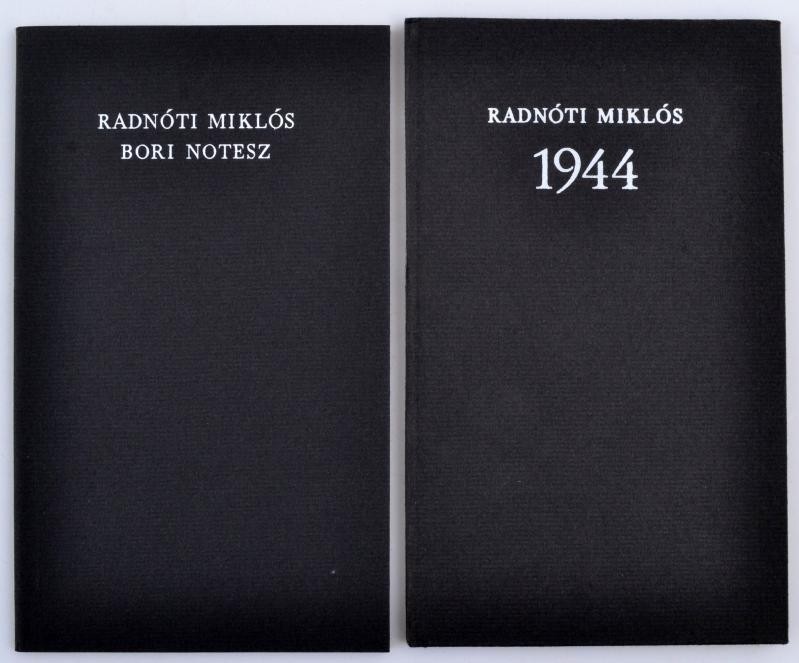 RADNÓTI MIKLÓS
BORI NOTESZ
RADNÓTI MIKLÓS
1944